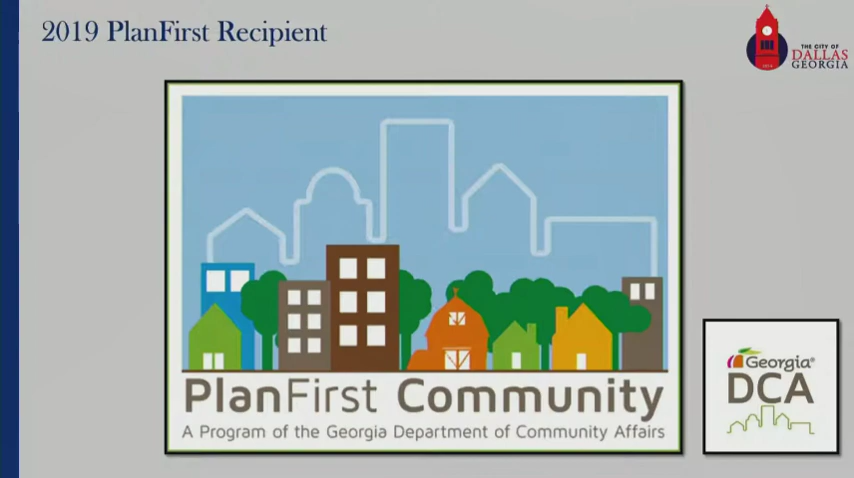 2019 PlanFirst Recipient
THE CITY OF
DALLAS
GEORGIA
PlanFirst Community
A Program of the Georgia Department of Community Affairs
Georgia®
DCA